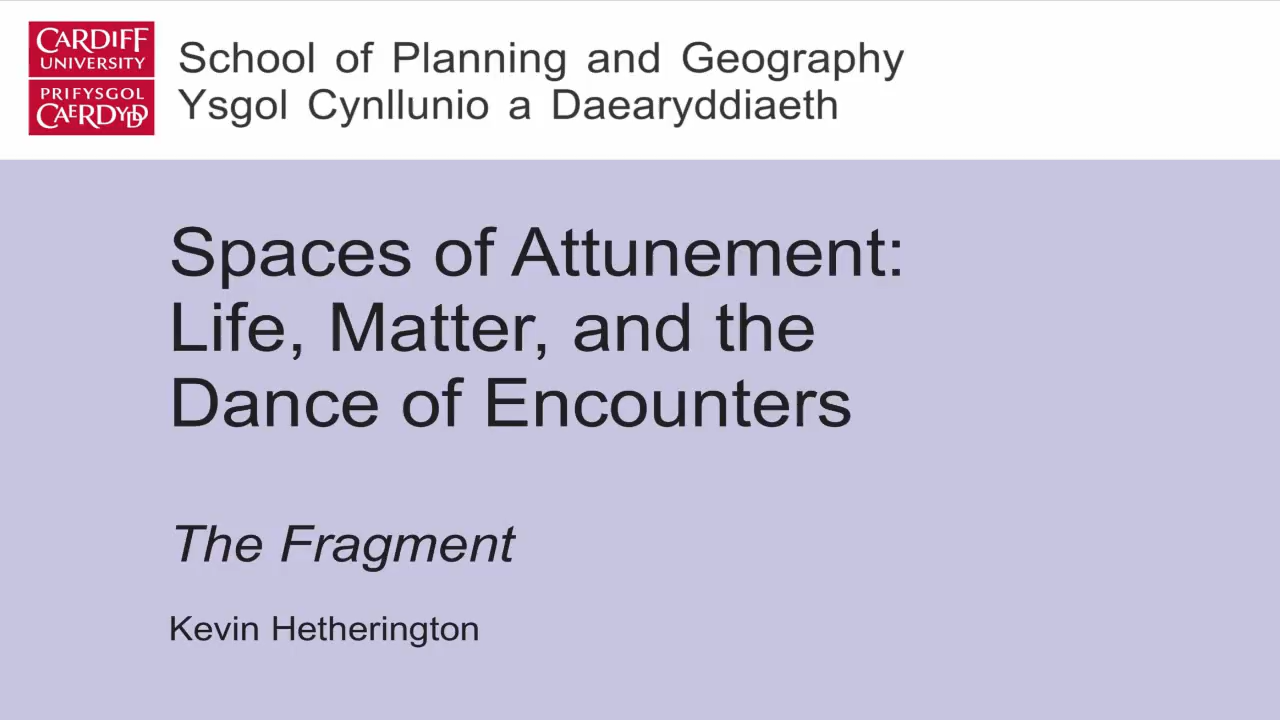 CARDIFF
UNIVERSITY
PRIFYSGOL
CAERDYDD
School of Planning and Geography
Ysgol Cynllunio a Daearyddiaeth
Spaces of Attunement:
Life, Matter, and the
Dance of Encounters
The Fragment
Kevin Hetherington